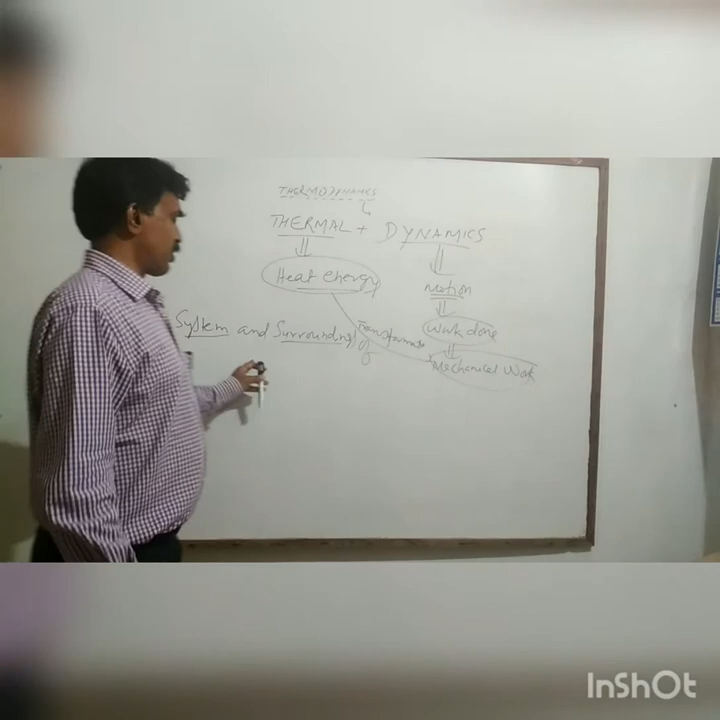 THERMODYNAMICS
THERMAL + DYNAMICS
Heat energy
Motion
Work done
System and Surrounding
Mechanical Work
InShOt